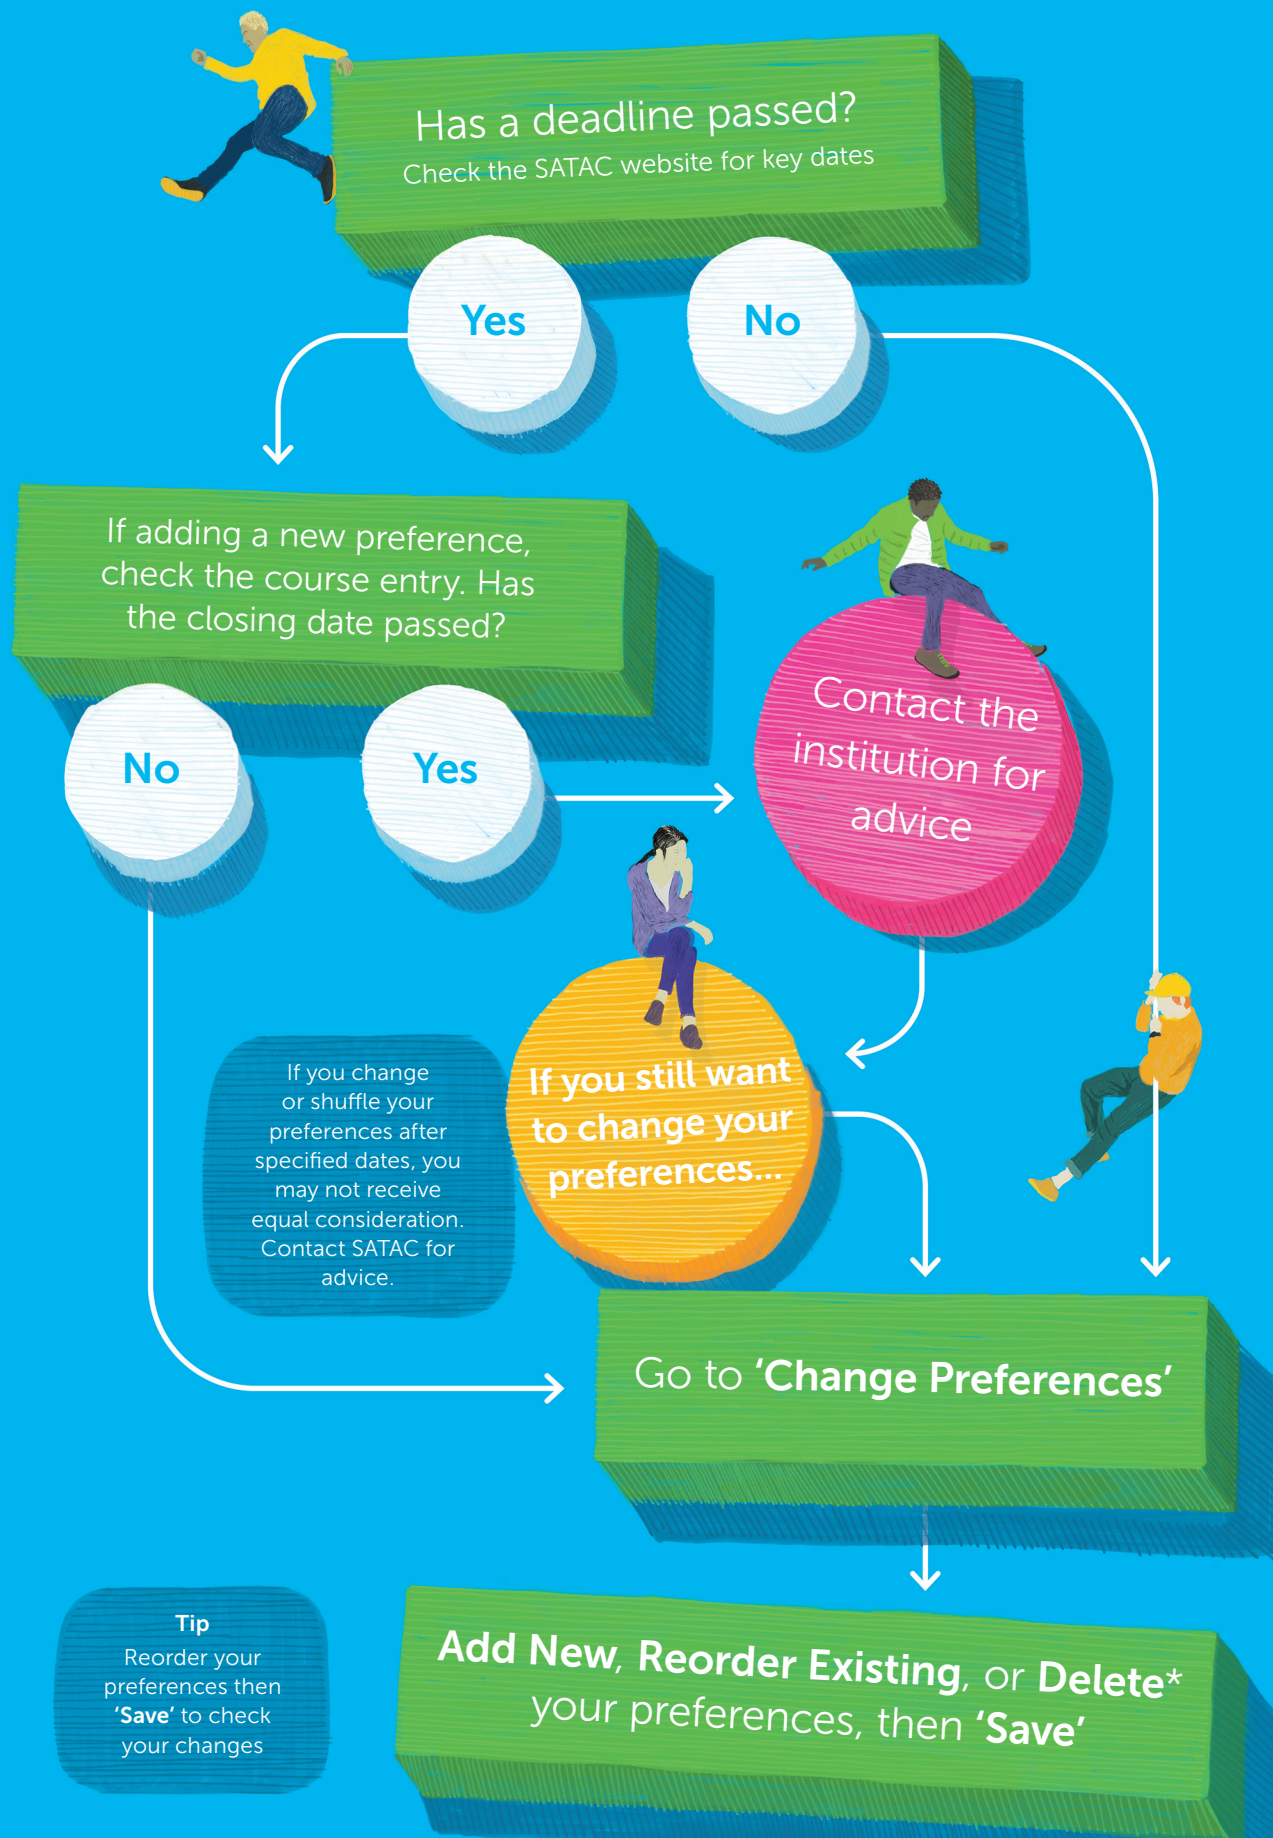 Has a deadline passed?
Check the SATAC website for key dates
Yes
No
If adding a new preference,
check the course entry. Has
the closing date passed?
No
Yes
Contact the
institution for
advice
If you still want
to change your
preferences...
If you change
or shuffle your
preferences after
specified dates, you
may not receive
equal consideration.
Contact SATAC for
advice.
Go to ‘Change Preferences’
Tip
Reorder your
preferences then
‘Save’ to check
your changes
Add New, Reorder Existing, or Delete*
your preferences, then ‘Save’